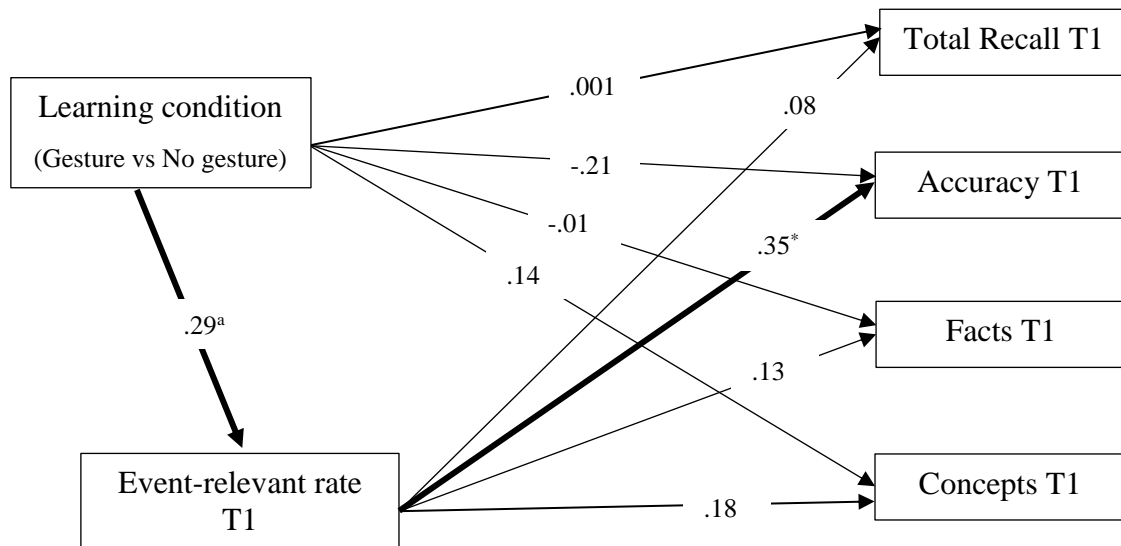 Total Recall T1
.001
Learning condition
(Gesture vs No gesture)
.08
-.21
Accuracy T1
-.01
.35*
.14
.29ᵃ
Facts T1
.13
Event-relevant rate
T1
Concepts T1
.18